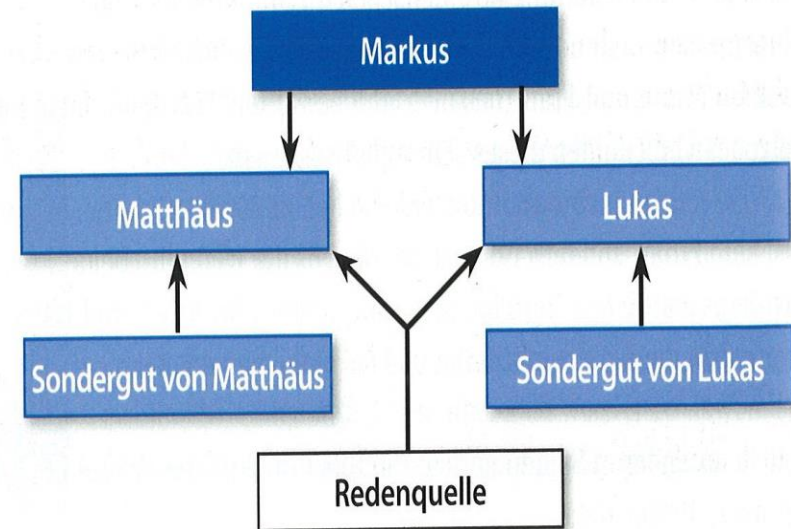 Markus
Matthäus
Lukas
Sondergut von Matthäus
Sondergut von Lukas
Redenquelle